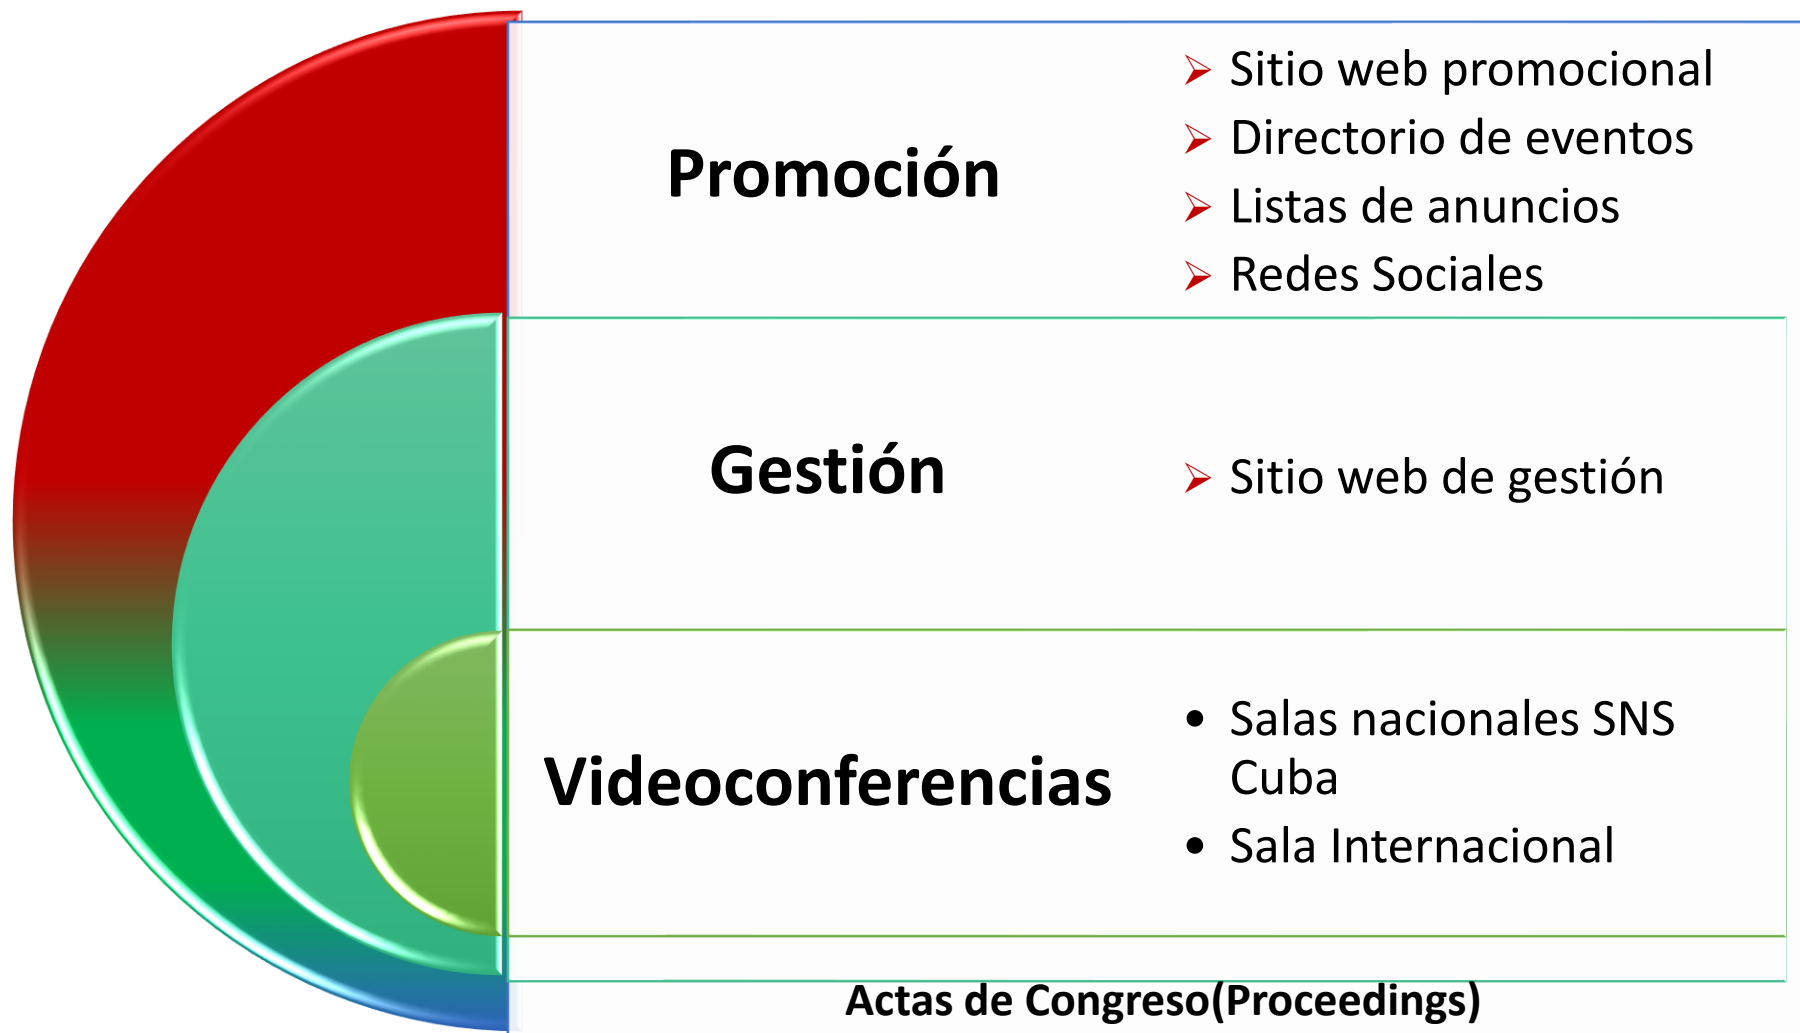 Promoción
Sitio web promocional
Directorio de eventos
Listas de anuncios
Redes Sociales
Gestión
Sitio web de gestión
Videoconferencias
Salas nacionales SNS
Cuba
Sala Internacional
Actas de Congreso(Proceedings)